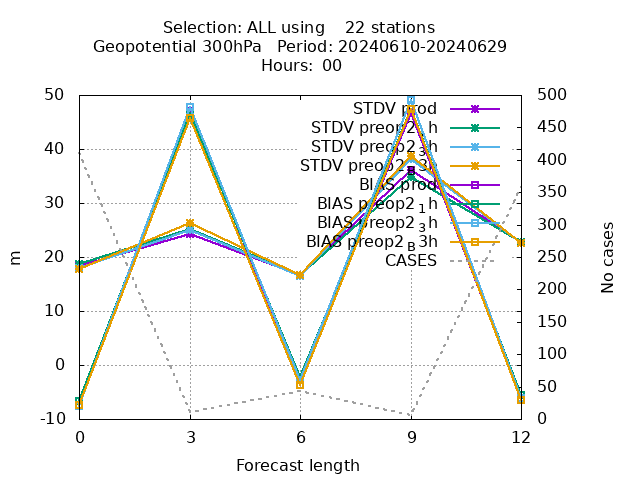 Selection: ALL using 22 stations
Geopotential 300hPa Period: 20240610-20240629
Hours: 00
50 500
450
40 400
350
30 300
250
20 200
150
10 100
0 50
-10 0
m
No cases
STDV prod
STDV preop2_1h
STDV preop2_3h
STDV preop2_B3h
BIAS prod
BIAS preop2_1h
BIAS preop2_3h
BIAS preop2_B3h
CASES
0 3 6 9 12
Forecast length